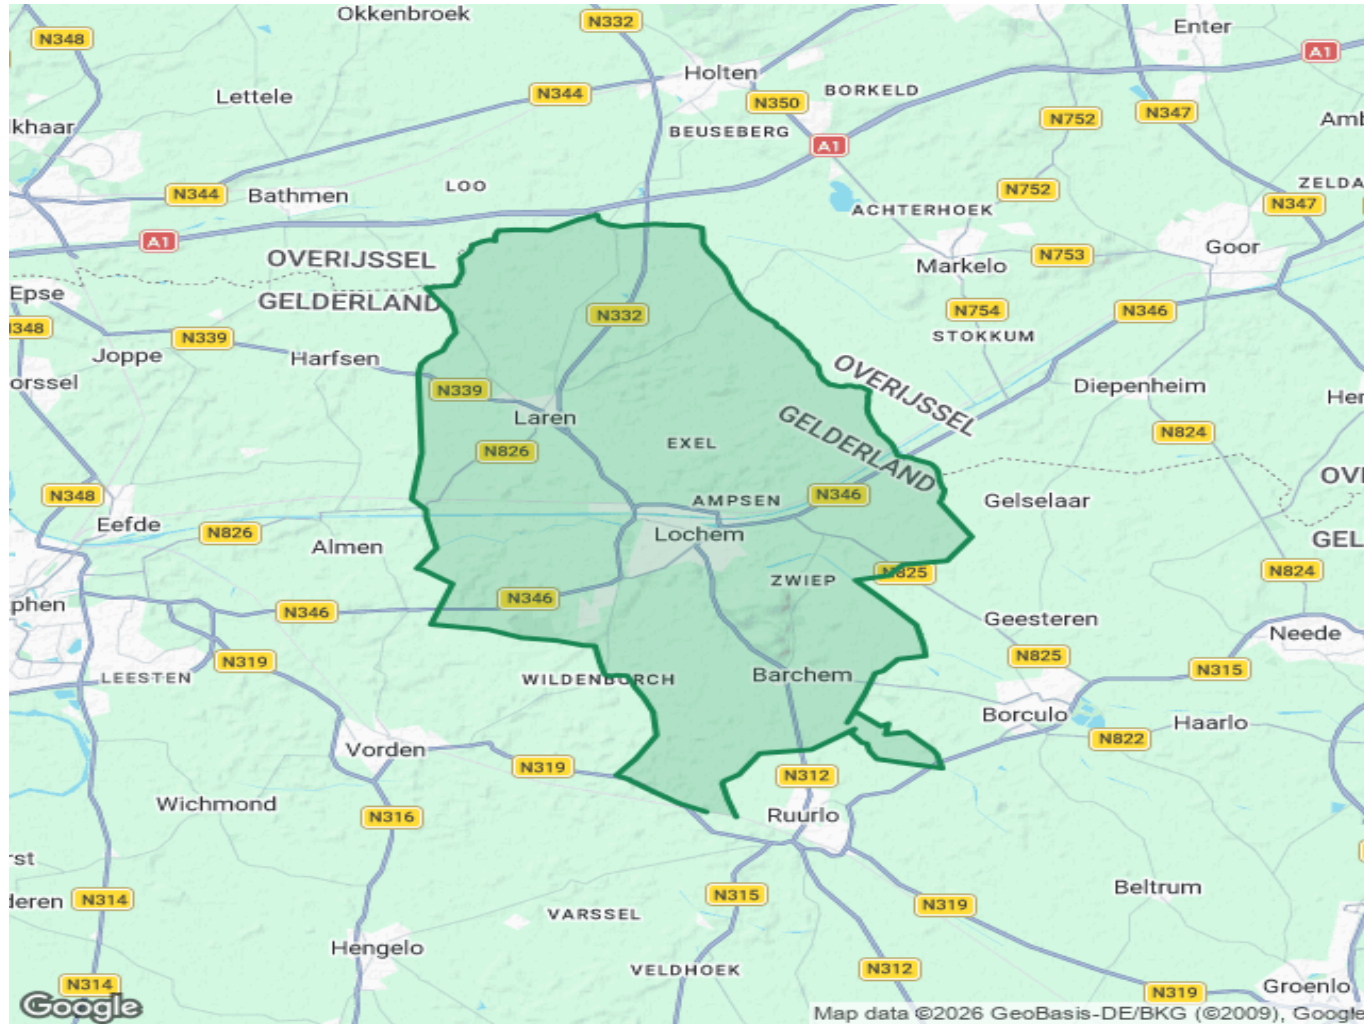 Okkenbroek
N332
Enter
N348
A1
Holten
Lettele
N344
BORKELD
N350
N347
N752
khaar
Amb
BEUSEBERG
A1
LOO
N344
Bathmen
N752
ZELDA
ACHTERHOEK
N347
A1
Goor
OVERIJSSEL
N753
Markelo
Epse
GELDERLAND
N754
N346
N332
348
N339
STOKKUM
Joppe
Harfsen
OVERIJSSEL
orssel
N339
Diepenheim
Her
Laren
GELDERLAND
N824
EXEL
N826
OVE
N348
AMPSEN
N346
Gelselaar
Eefde
N826
Lochem
GEL
Almen
N825
N824
ZWIEP
phen
N346
N346
Geesteren
Neede
N319
N825
N315
LEESTEN
WILDENBORCH
Barchem
Borculo
Haarlo
N822
Vorden
N319
N312
Wichmond
N316
Ruurlo
rst
Beltrum
deren
N314
N315
N319
VARSSEL
Hengelo
VELDHOEK
N312
N314
Groenlo
N319
Google
Map data ©2026 GeoBasis-DE/BKG (©2009), Google